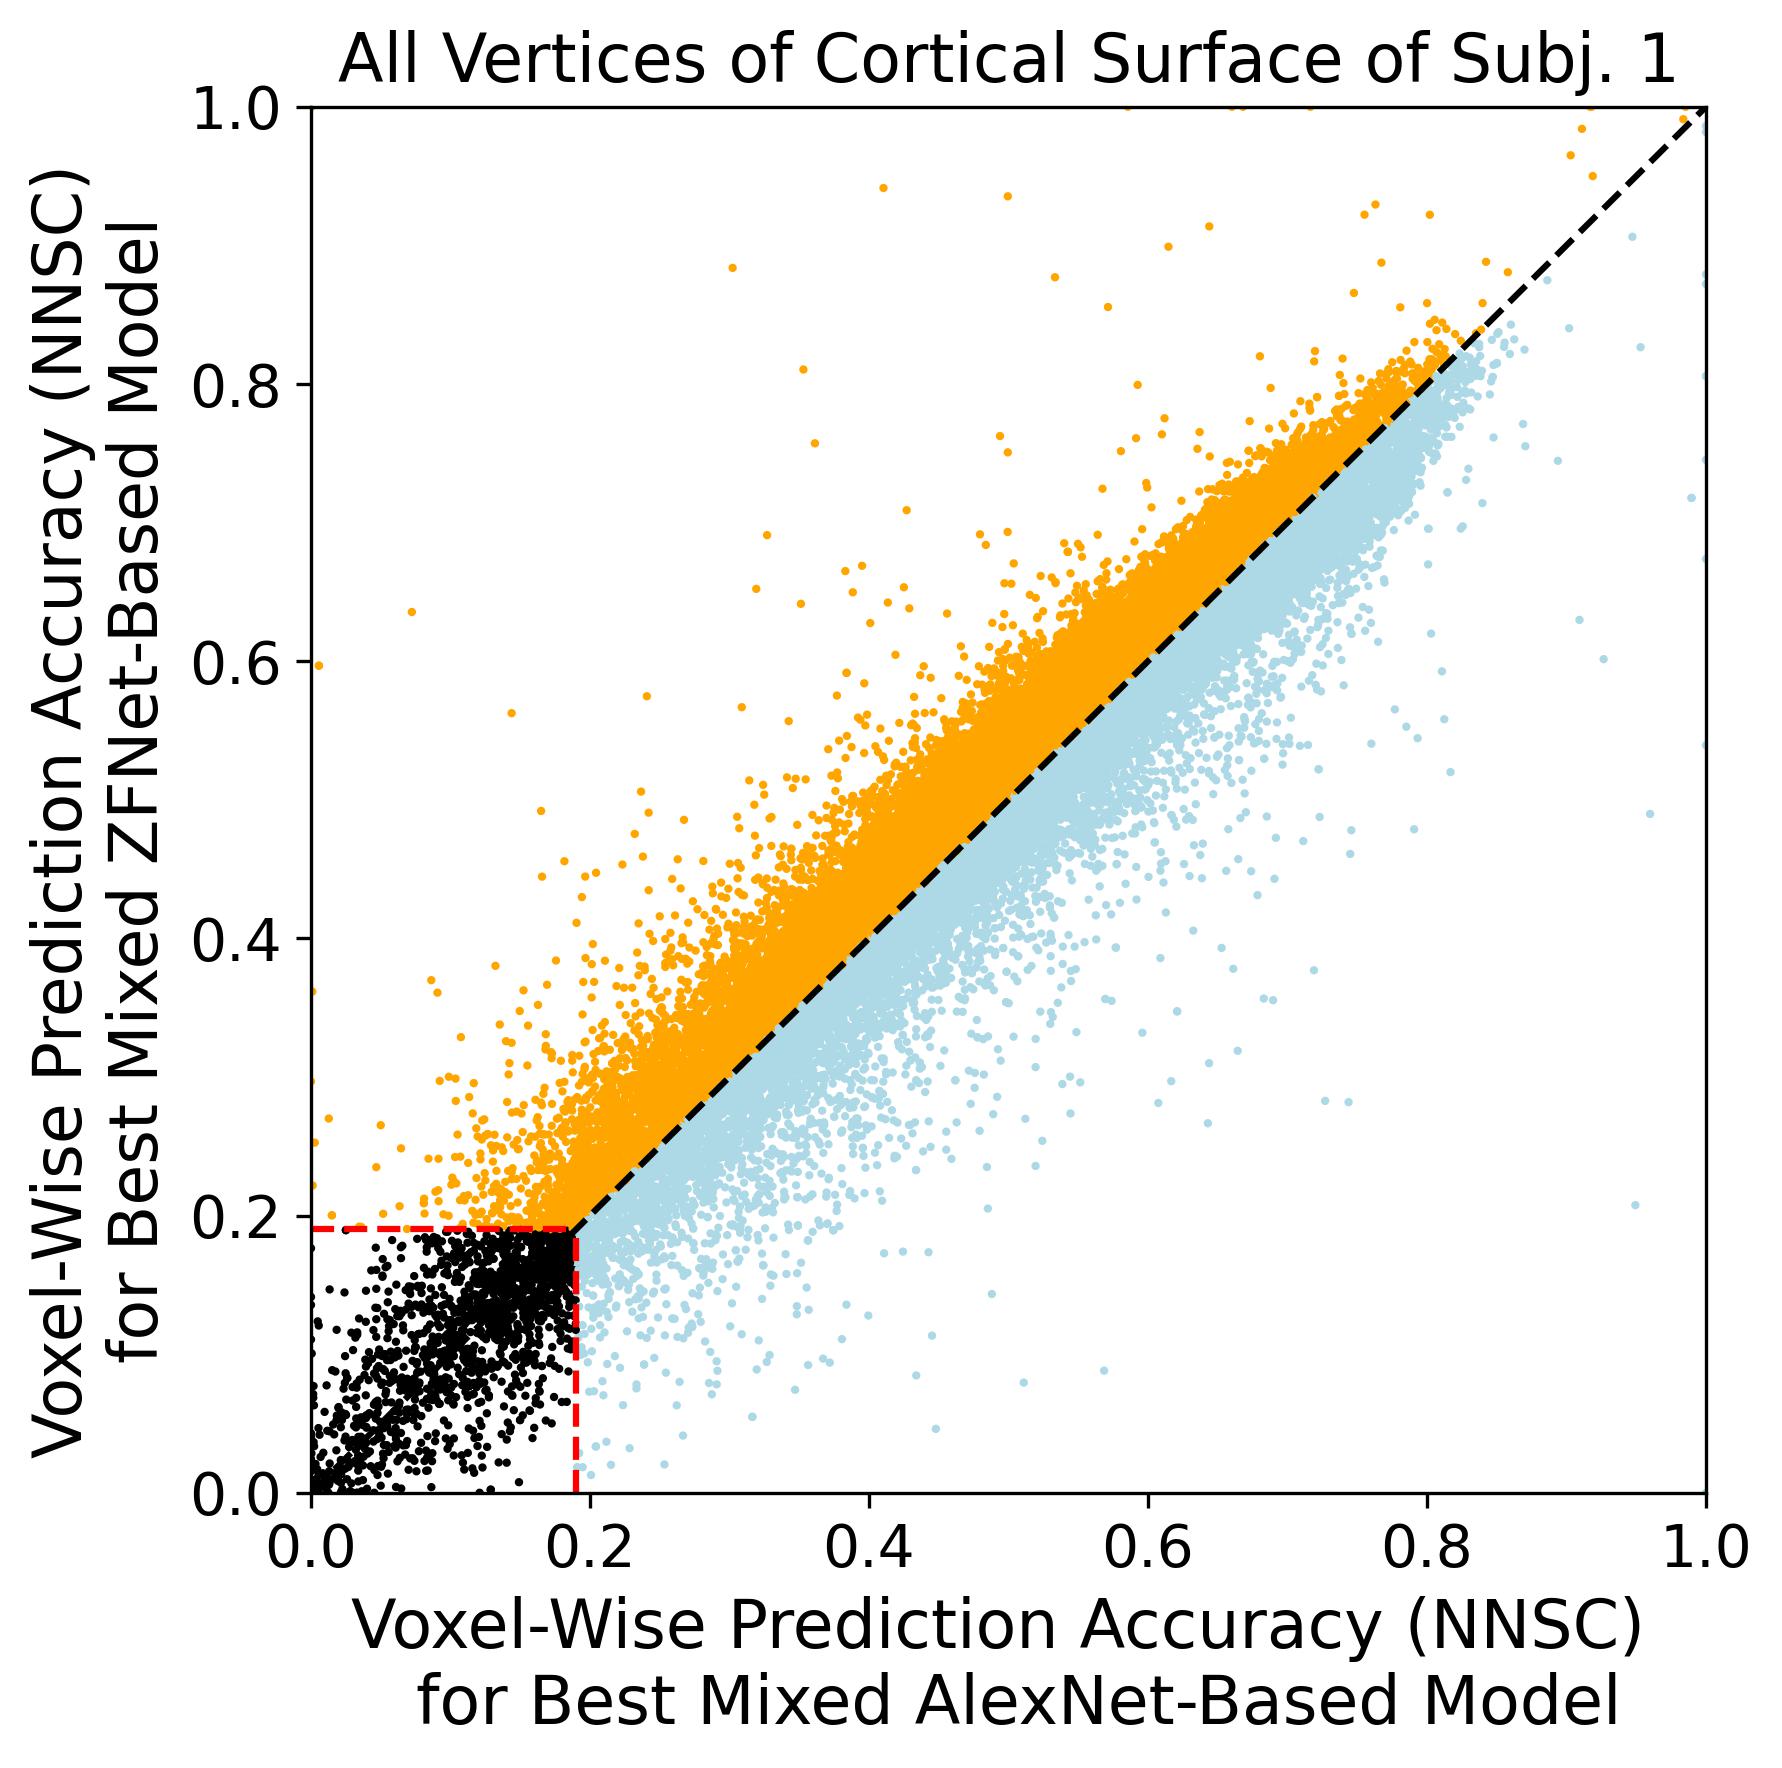 All Vertices of Cortical Surface of Subj. 1
Voxel-Wise Prediction Accuracy (NNSC)
for Best Mixed ZFNet-Based Model
1.0
0.8
0.6
0.4
0.2
0.0
0.0 0.2 0.4 0.6 0.8 1.0
Voxel-Wise Prediction Accuracy (NNSC)
for Best Mixed AlexNet-Based Model